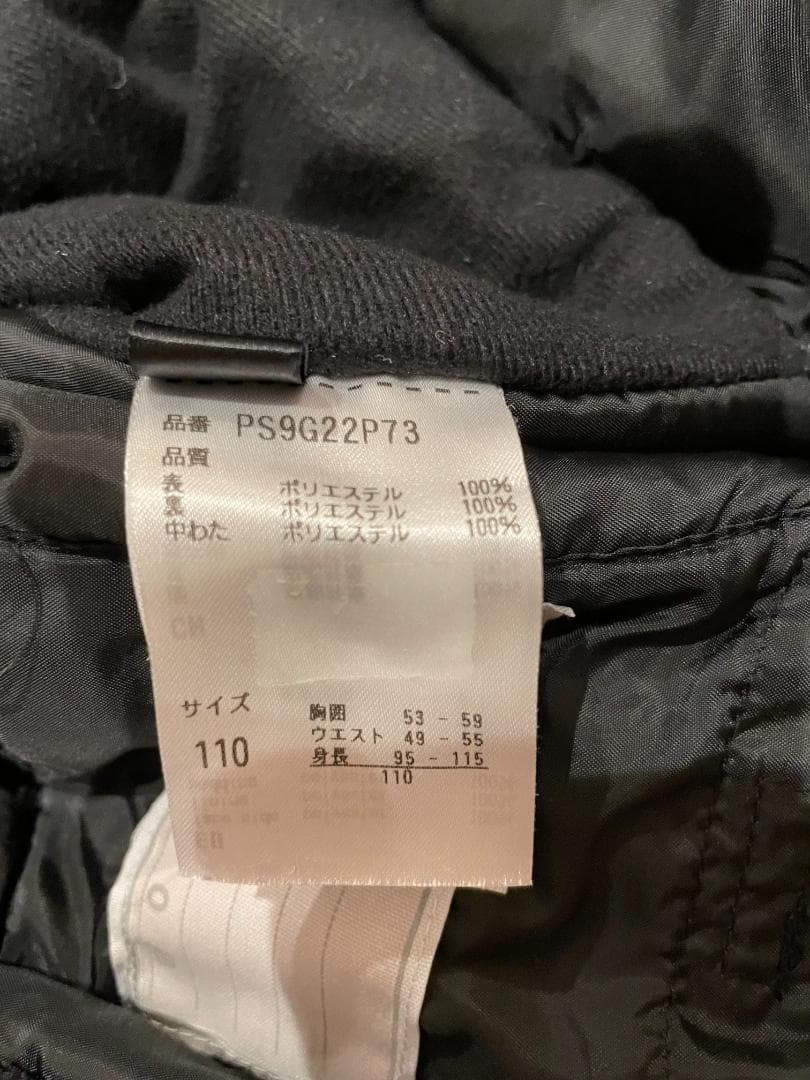 品番 PS9G22P73
品質
表 ポリエステル 100%
裏 ポリエステル 100%
中わた ポリエステル 100%
サイズ
110
胸囲 53 - 59
ウエスト 49 - 55
身長 95 - 115
110